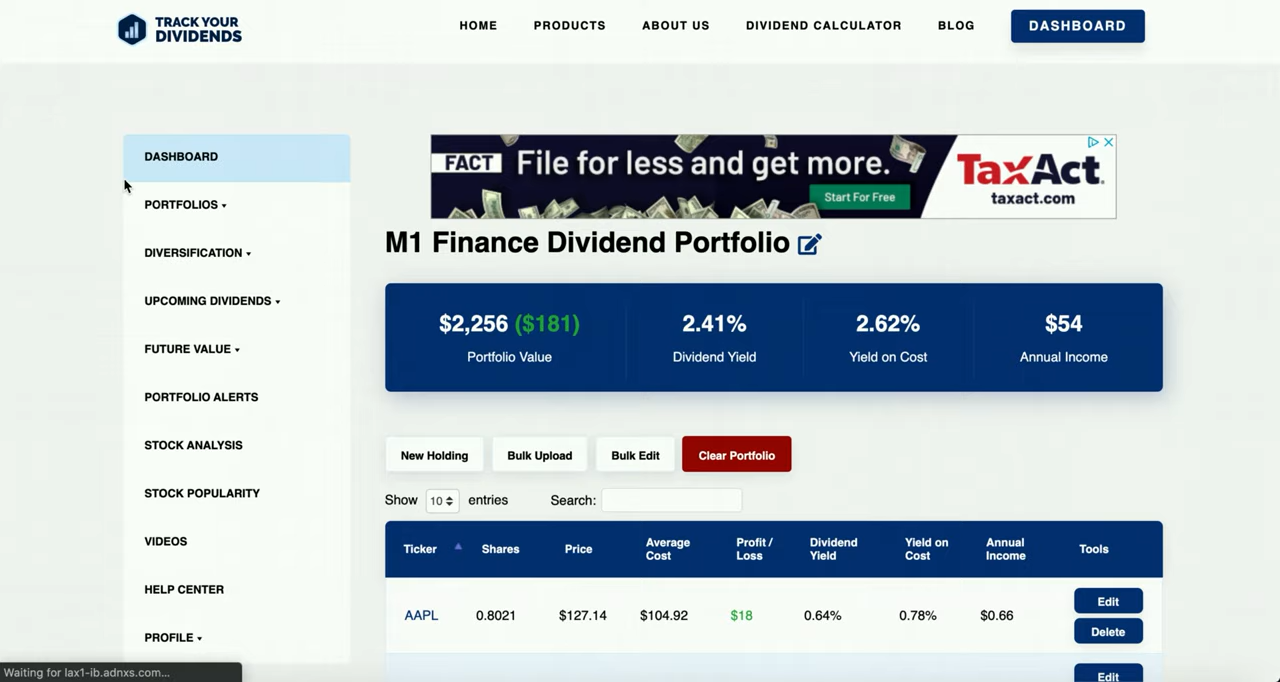 TRACK YOUR
DIVIDENDS
HOME PRODUCTS ABOUT US DIVIDEND CALCULATOR BLOG DASHBOARD
DASHBOARD
PORTFOLIOS
DIVERSIFICATION
UPCOMING DIVIDENDS
FUTURE VALUE
PORTFOLIO ALERTS
STOCK ANALYSIS
STOCK POPULARITY
VIDEOS
HELP CENTER
PROFILE
FACT File for less and get more.
Start For Free
TaxAct.
taxact.com
M1 Finance Dividend Portfolio
$2,256 ($181) 2.41% 2.62% $54
Portfolio Value Dividend Yield Yield on Cost Annual Income
New Holding Bulk Upload Bulk Edit Clear Portfolio
Show 10 entries Search:
Ticker Shares Price Average Cost Profit / Loss Dividend Yield Yield on Cost Annual Income Tools
AAPL 0.8021 $127.14 $104.92 $18 0.64% 0.78% $0.66 Edit
Delete
Edit
Waiting for lax1-ib.adnxs.com...